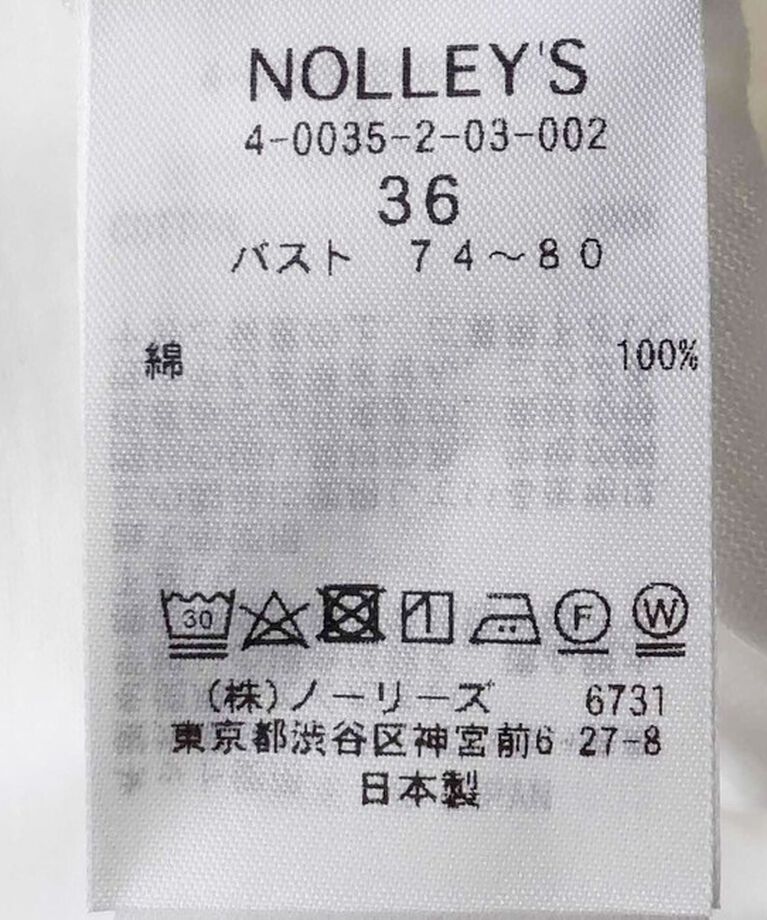 NOLLEY'S
4-0035-2-03-002
36
バスト 74～80
綿 100%
30 F W
(株)ノーリーズ 6731
東京都渋谷区神宮前6 27-8
日本製